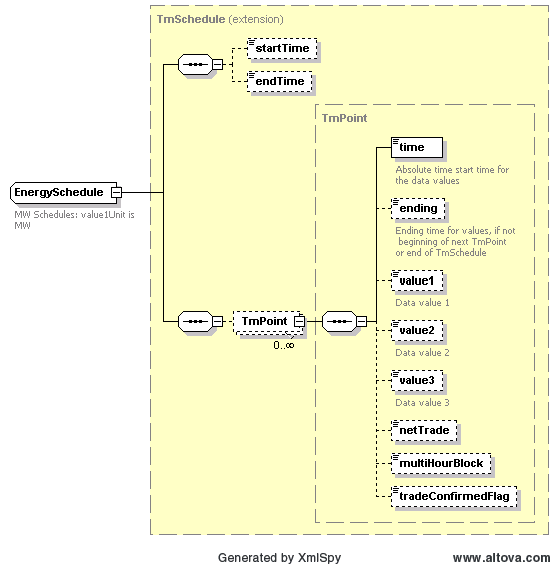 TmSchedule (extension)
startTime
endTime
TmPoint
time
Absolute time start time for
the data values
EnergySchedule
MW Schedules: value1Unit is
MW
ending
Ending time for values, if not
beginning of next TmPoint
or end of TmSchedule
value1
Data value 1
TmPoint
0..∞
value2
Data value 2
value3
Data value 3
netTrade
multiHourBlock
tradeConfirmedFlag
Generated by XmlSpy
www.altova.com